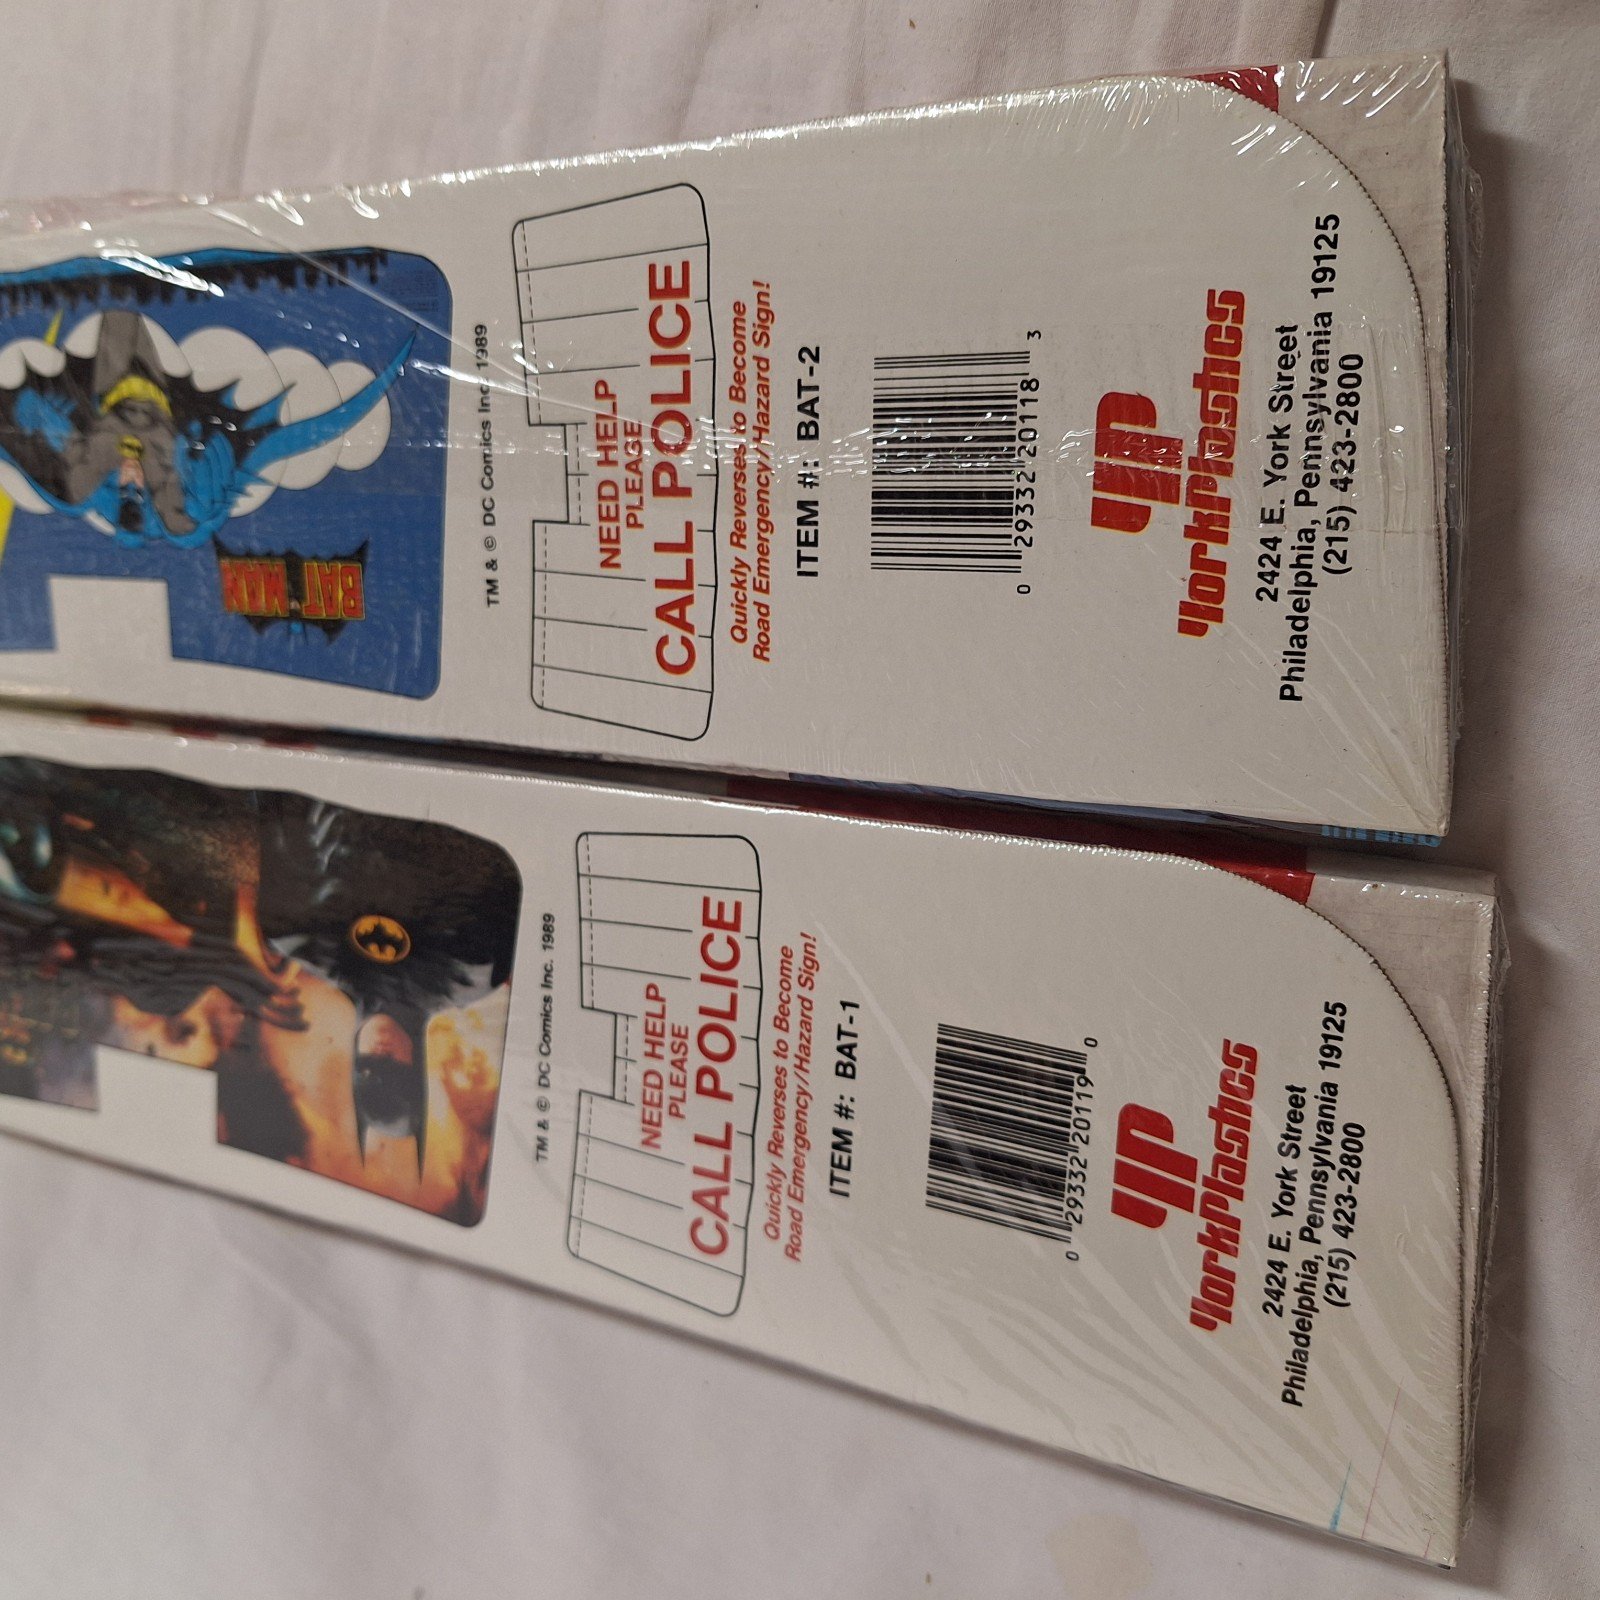 BAT
MAN
TM & © DC Comics Inc. 1989
NEED HELP
PLEASE
CALL POLICE
Quickly Reverses to Become
Road Emergency/Hazard Sign!
ITEM #: BAT-2
0 29332 20118 3
YP
YorkPlastics
2424 E. York Street
Philadelphia, Pennsylvania 19125
(215) 423-2800
TM & © DC Comics Inc. 1989
NEED HELP
PLEASE
CALL POLICE
Quickly Reverses to Become
Road Emergency/Hazard Sign!
ITEM #: BAT-1
0 29332 20119 0
YP
YorkPlastics
2424 E. York Street
Philadelphia, Pennsylvania 19125
(215) 423-2800